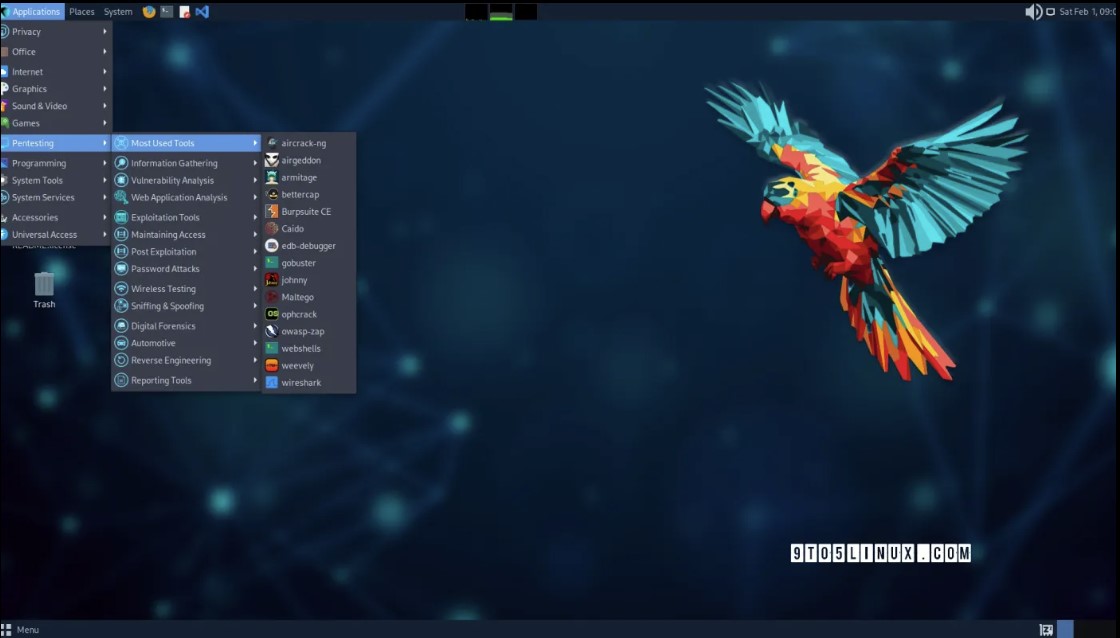 Applications Places System
Sat Feb 1, 09:0
Privacy
Office
Internet
Graphics
Sound & Video
Games
Pentesting
Programming
System Tools
System Services
Accessories
Universal Access
README.license
Trash
Most Used Tools
Information Gathering
Vulnerability Analysis
Web Application Analysis
Exploitation Tools
Maintaining Access
Post Exploitation
Password Attacks
Wireless Testing
Sniffing & Spoofing
Digital Forensics
Automotive
Reverse Engineering
Reporting Tools
aircrack-ng
airgeddon
armitage
bettercap
Burpsuite CE
Caido
edb-debugger
gobuster
johnny
Maltego
ophcrack
owasp-zap
webshells
weevely
wireshark
9TO5LINUX.COM
Menu